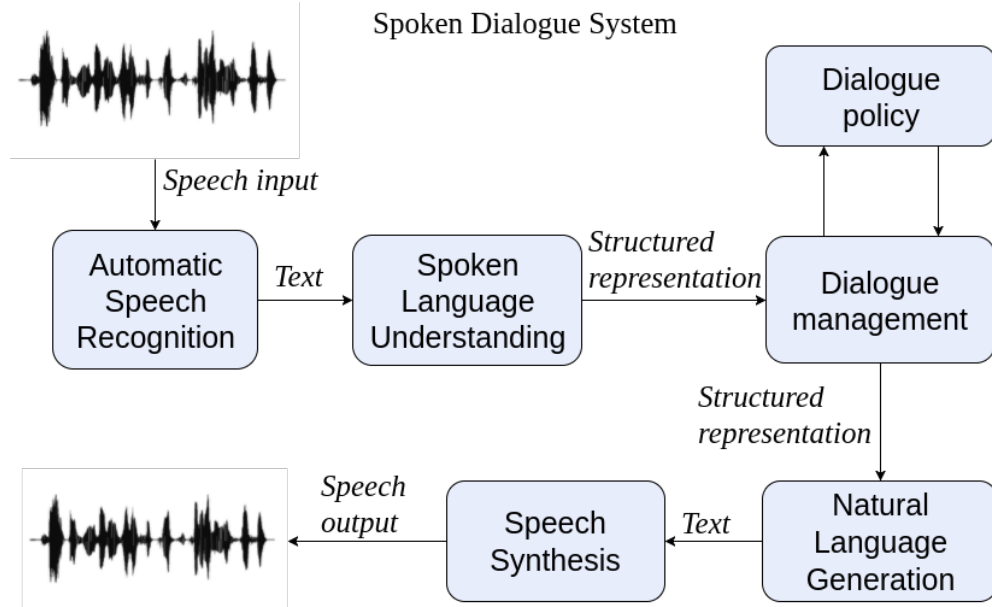 Spoken Dialogue System
Dialogue
policy
Speech input
Automatic
Speech
Recognition
Text
Spoken
Language
Understanding
Structured
representation
Dialogue
management
Structured
representation
Natural
Language
Generation
Text
Speech
Synthesis
Speech
output